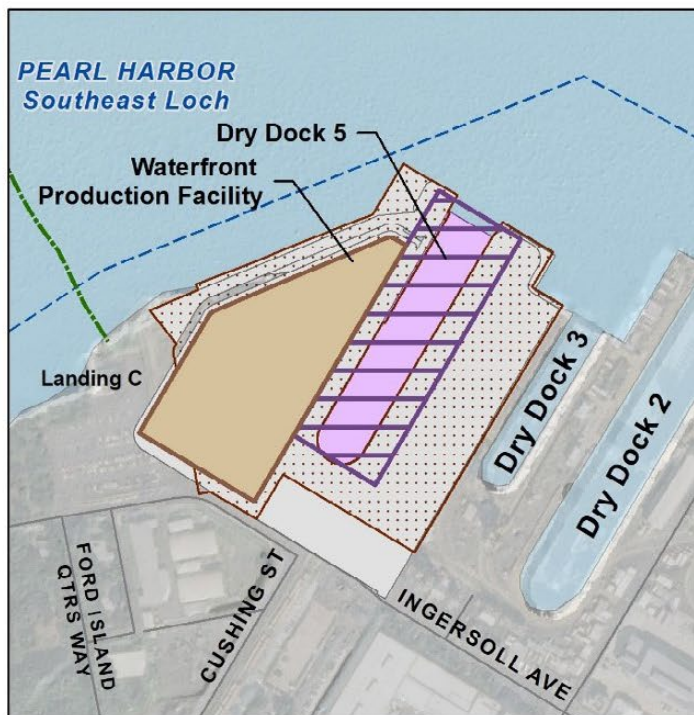 PEARL HARBOR
Southeast Loch
Dry Dock 5
Waterfront
Production Facility
Landing C
Dry Dock 3
Dry Dock 2
FORD ISLAND
QTRS WAY
CUSHING ST
INGERSOLL AVE